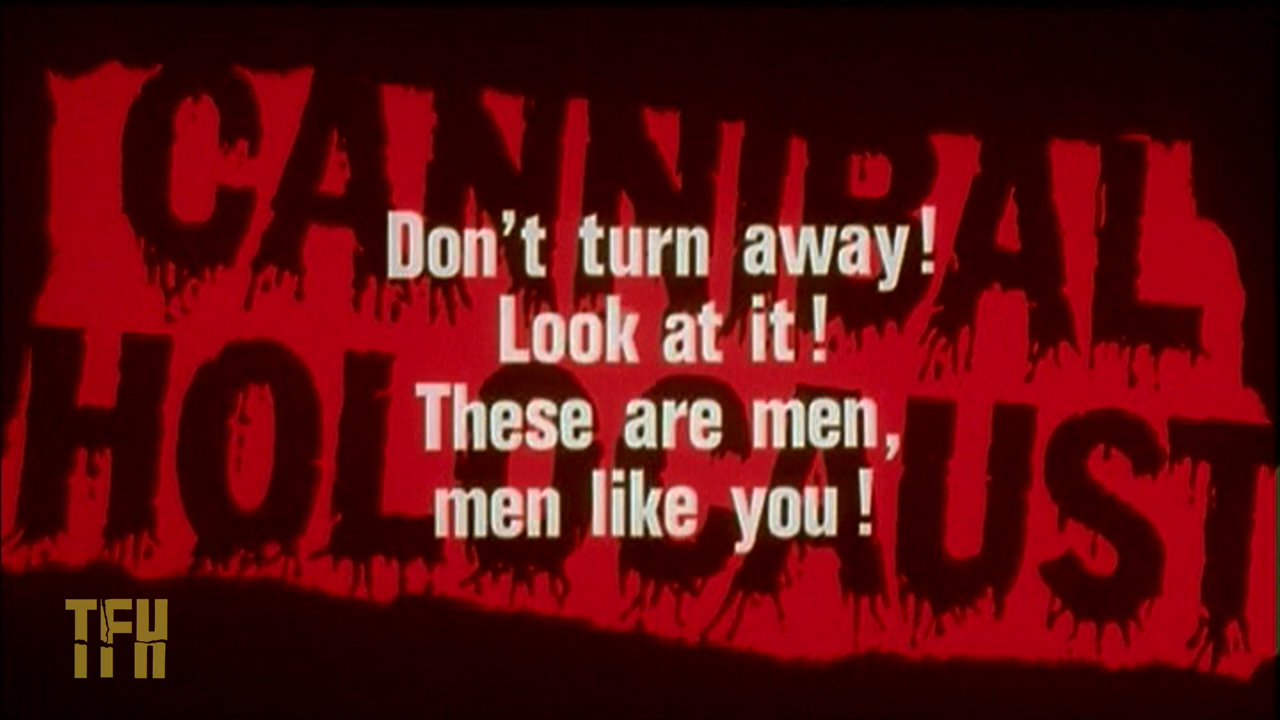 CANNIBAL
HOLOCAUST
Don't turn away!
Look at it!
These are men,
men like you!
TFH